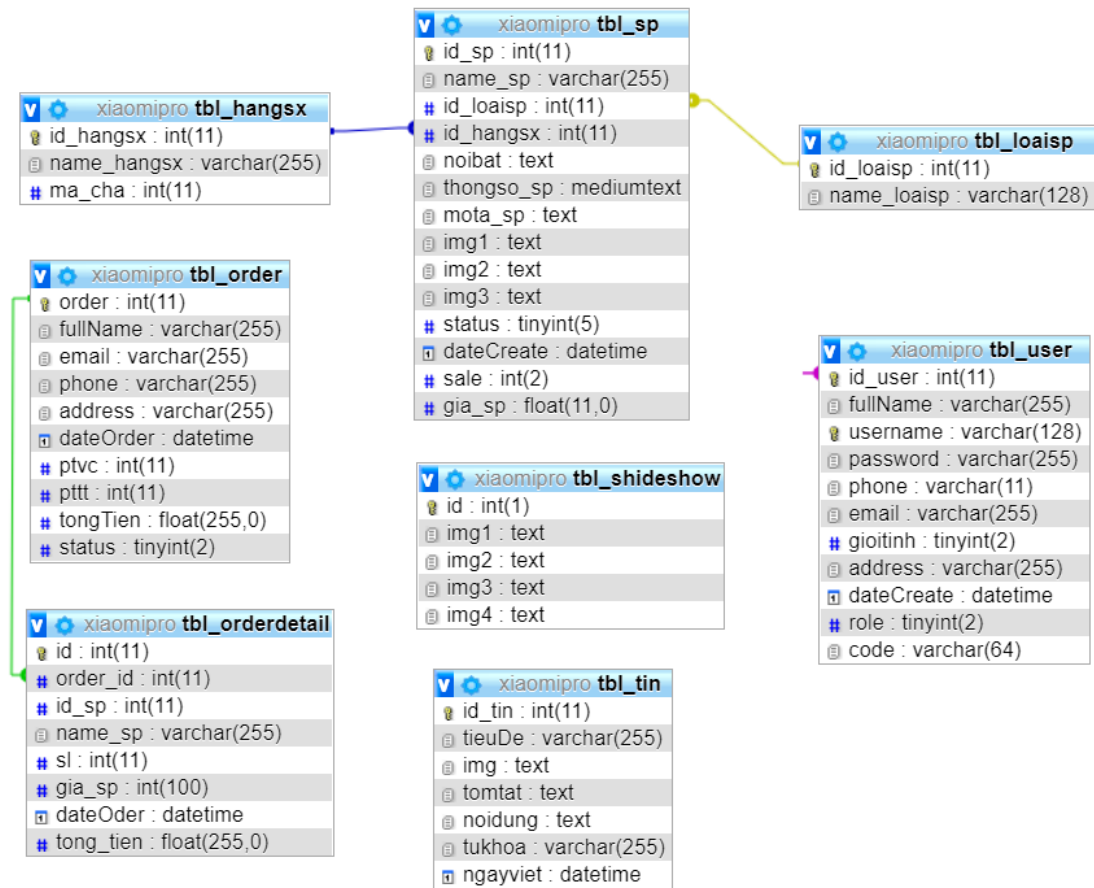 xiaomipro tbl_sp
id_sp : int(11)
name_sp : varchar(255)
id_loaisp : int(11)
id_hangsx : int(11)
noibat : text
thongso_sp : mediumtext
mota_sp : text
img1 : text
img2 : text
img3 : text
status : tinyint(5)
dateCreate : datetime
sale : int(2)
gia_sp : float(11,0)
xiaomipro tbl_hangsx
id_hangsx : int(11)
name_hangsx : varchar(255)
ma_cha : int(11)
xiaomipro tbl_loaisp
id_loaisp : int(11)
name_loaisp : varchar(128)
xiaomipro tbl_order
order : int(11)
fullName : varchar(255)
email : varchar(255)
phone : varchar(255)
address : varchar(255)
dateOrder : datetime
ptvc : int(11)
pttt : int(11)
tongTien : float(255,0)
status : tinyint(2)
xiaomipro tbl_user
id_user : int(11)
fullName : varchar(255)
username : varchar(128)
password : varchar(255)
phone : varchar(11)
email : varchar(255)
gioitinh : tinyint(2)
address : varchar(255)
dateCreate : datetime
role : tinyint(2)
code : varchar(64)
xiaomipro tbl_shideshow
id : int(1)
img1 : text
img2 : text
img3 : text
img4 : text
xiaomipro tbl_orderdetail
id : int(11)
order_id : int(11)
id_sp : int(11)
name_sp : varchar(255)
sl : int(11)
gia_sp : int(100)
dateOder : datetime
tong_tien : float(255,0)
xiaomipro tbl_tin
id_tin : int(11)
tieuDe : varchar(255)
img : text
tomtat : text
noidung : text
tukhoa : varchar(255)
ngayviet : datetime